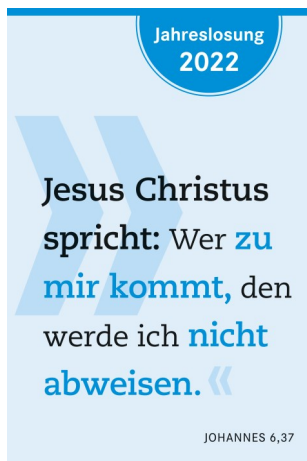 Jahreslosung
2022
Jesus Christus
spricht: Wer zu
mir kommt, den
werde ich nicht
abweisen. «
JOHANNES 6,37